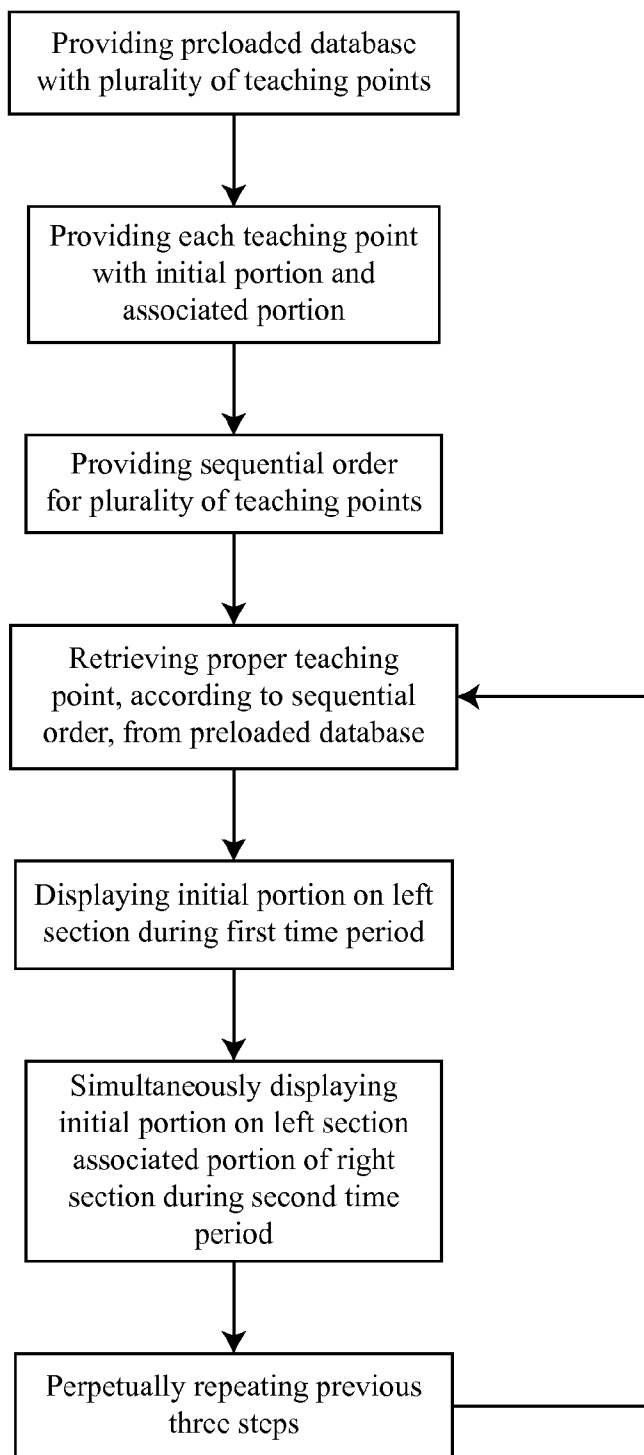 Providing preloaded database
with plurality of teaching points
Providing each teaching point
with initial portion and
associated portion
Providing sequential order
for plurality of teaching points
Retrieving proper teaching
point, according to sequential
order, from preloaded database
Displaying initial portion on left
section during first time period
Simultaneously displaying
initial portion on left section
associated portion of right
section during second time
period
Perpetually repeating previous
three steps